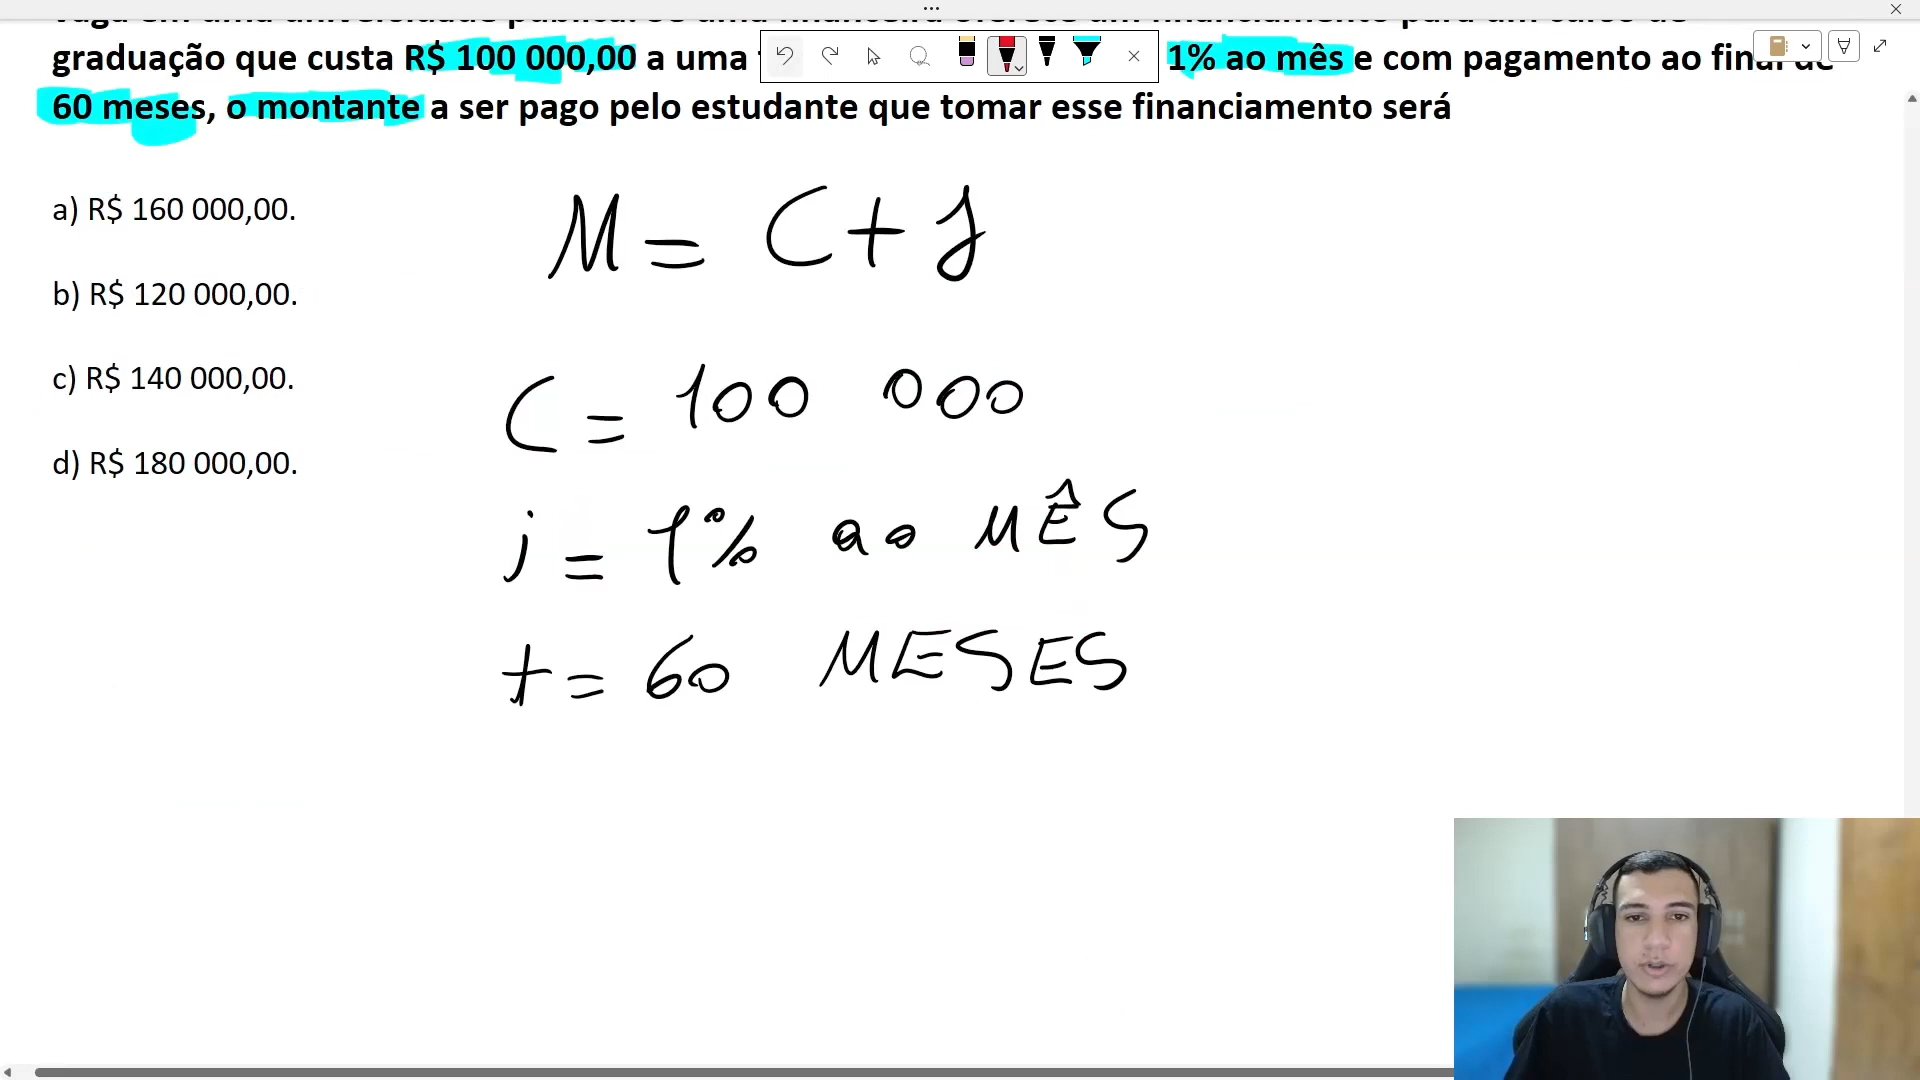 graduação que custa R$ 100 000,00 a uma 1% ao mês e com pagamento ao final de
60 meses, o montante a ser pago pelo estudante que tomar esse financiamento será
a) R$ 160 000,00.
b) R$ 120 000,00.
c) R$ 140 000,00.
d) R$ 180 000,00.
M = C + J
C = 100 000
i = 1% ao MÊS
t = 60 MESES